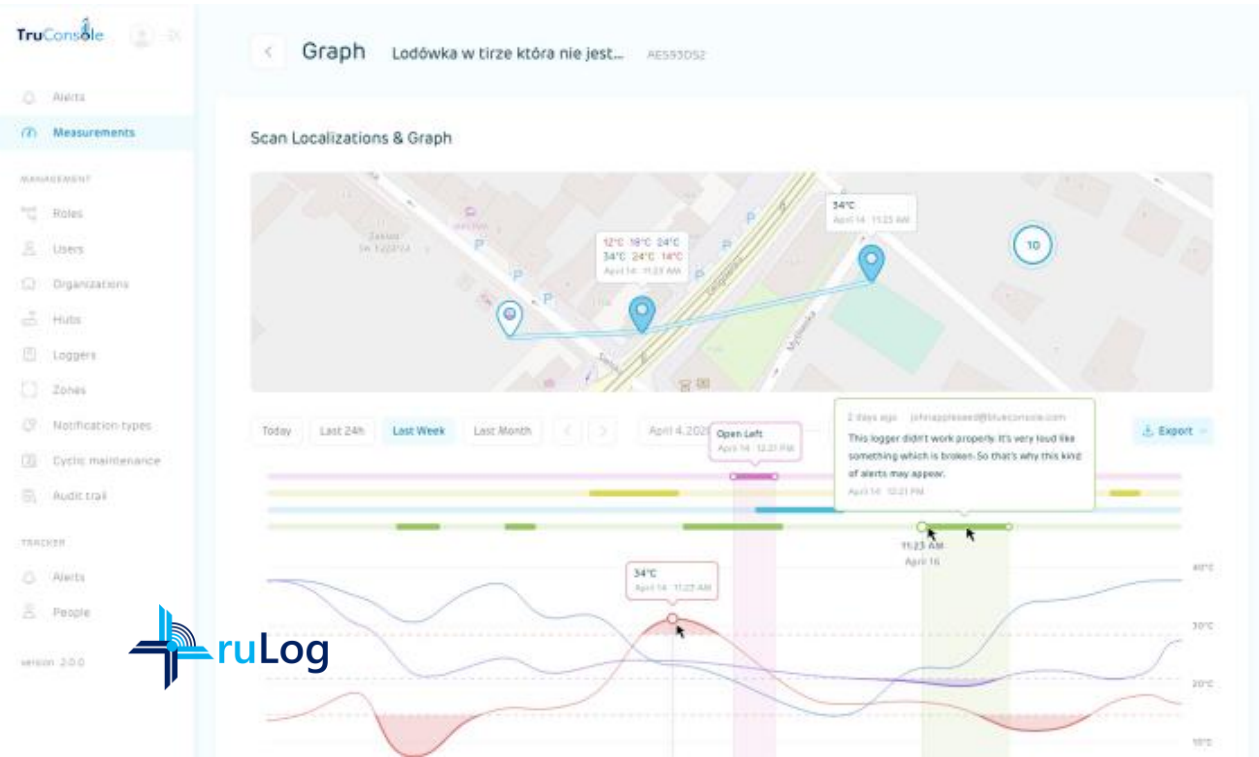 TruConsole
Graph Lodówka w tirze która nie jest... AES93DS2
Alerts
Measurements
Scan Localizations & Graph
MANAGEMENT
Roles
Users
Organizations
Hubs
Loggers
Zones
Notification types
Cyclic maintenance
Audit trail
TRACKER
Alerts
People
version 2.0.0
ruLog
34°C
April 14 11:23 AM
12°C 18°C 24°C
34°C 24°C 14°C
April 14 11:23 AM
10
P
P
P
P
P
P
Today Last 24h Last Week Last Month April 4.2020
Export
Open Left
April 14 12:21 PM
2 days ago johnappleseed@trueconsole.com
This logger didn't work properly. It's very loud like
something which is broken. So that's why this kind
of alerts may appear.
April 14 12:21 PM
11:23 AM
April 16
34°C
April 14 11:23 AM
40°C
30°C
20°C
10°C